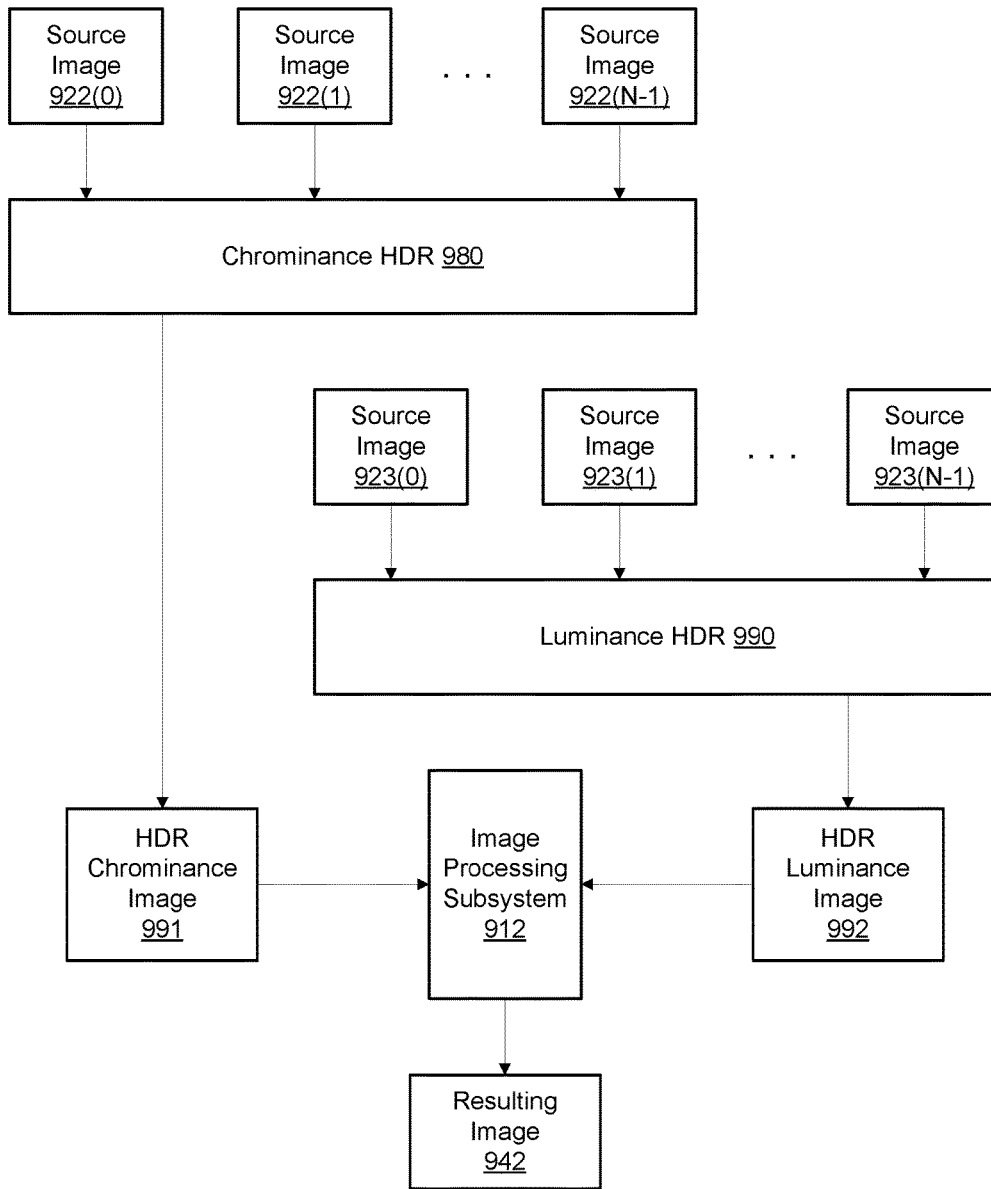 Source
Image
922(0)
Source
Image
922(1)
. . .
Source
Image
922(N-1)
Chrominance HDR 980
Source
Image
923(0)
Source
Image
923(1)
. . .
Source
Image
923(N-1)
Luminance HDR 990
HDR
Chrominance
Image
991
Image
Processing
Subsystem
912
HDR
Luminance
Image
992
Resulting
Image
942